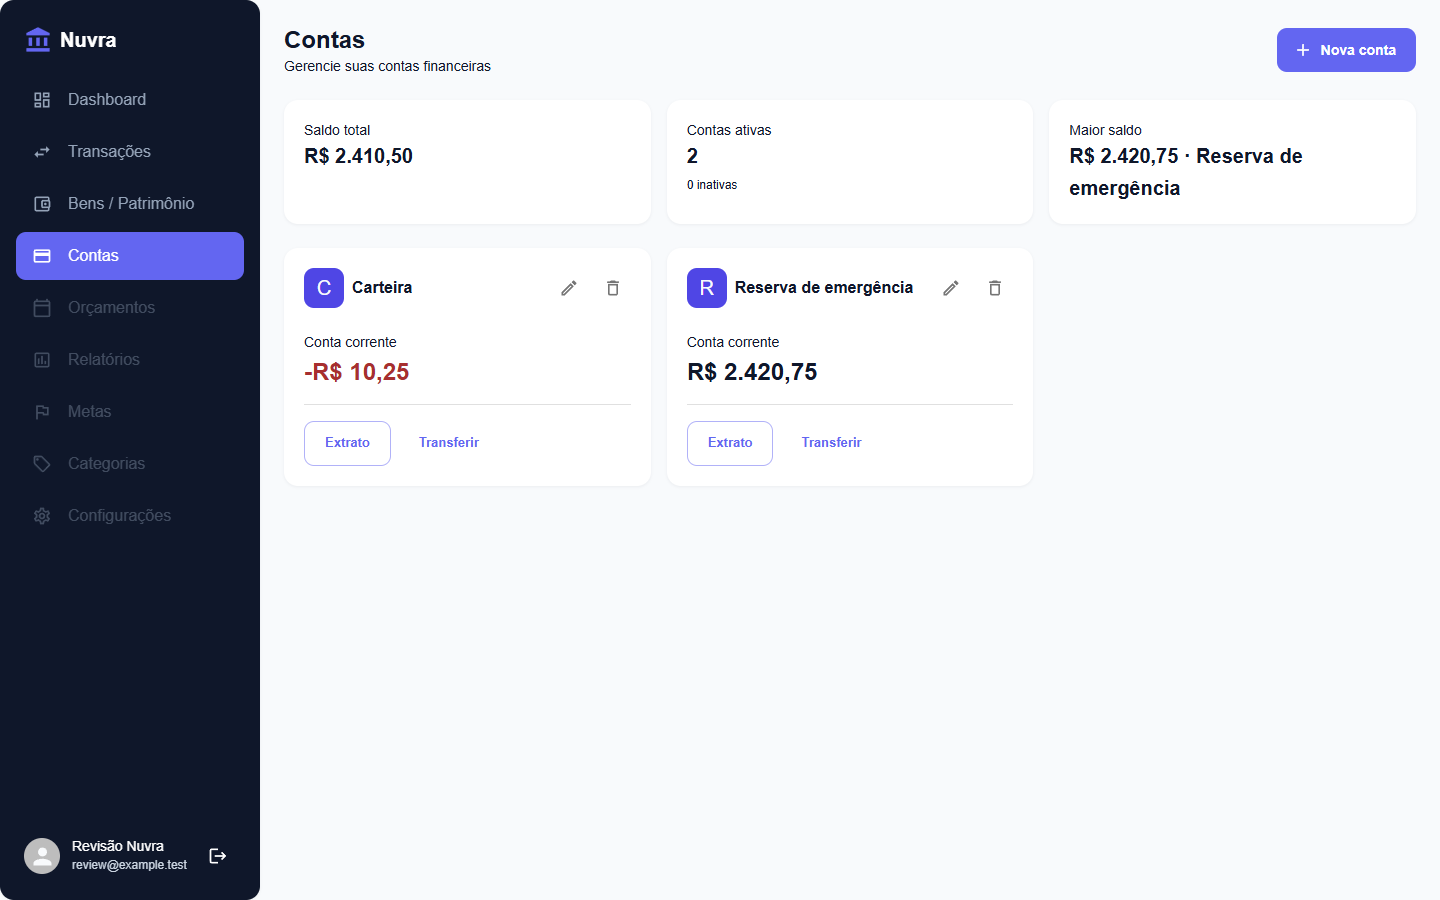 Nuvra
Dashboard
Transações
Bens / Patrimônio
Contas
Orçamentos
Relatórios
Metas
Categorias
Configurações
Revisão Nuvra
review@example.test
Contas
Gerencie suas contas financeiras
Nova conta
Saldo total
R$ 2.410,50
Contas ativas
2
0 inativas
Maior saldo
R$ 2.420,75 · Reserva de
emergência
C Carteira
Conta corrente
-R$ 10,25
Extrato Transferir
R Reserva de emergência
Conta corrente
R$ 2.420,75
Extrato Transferir